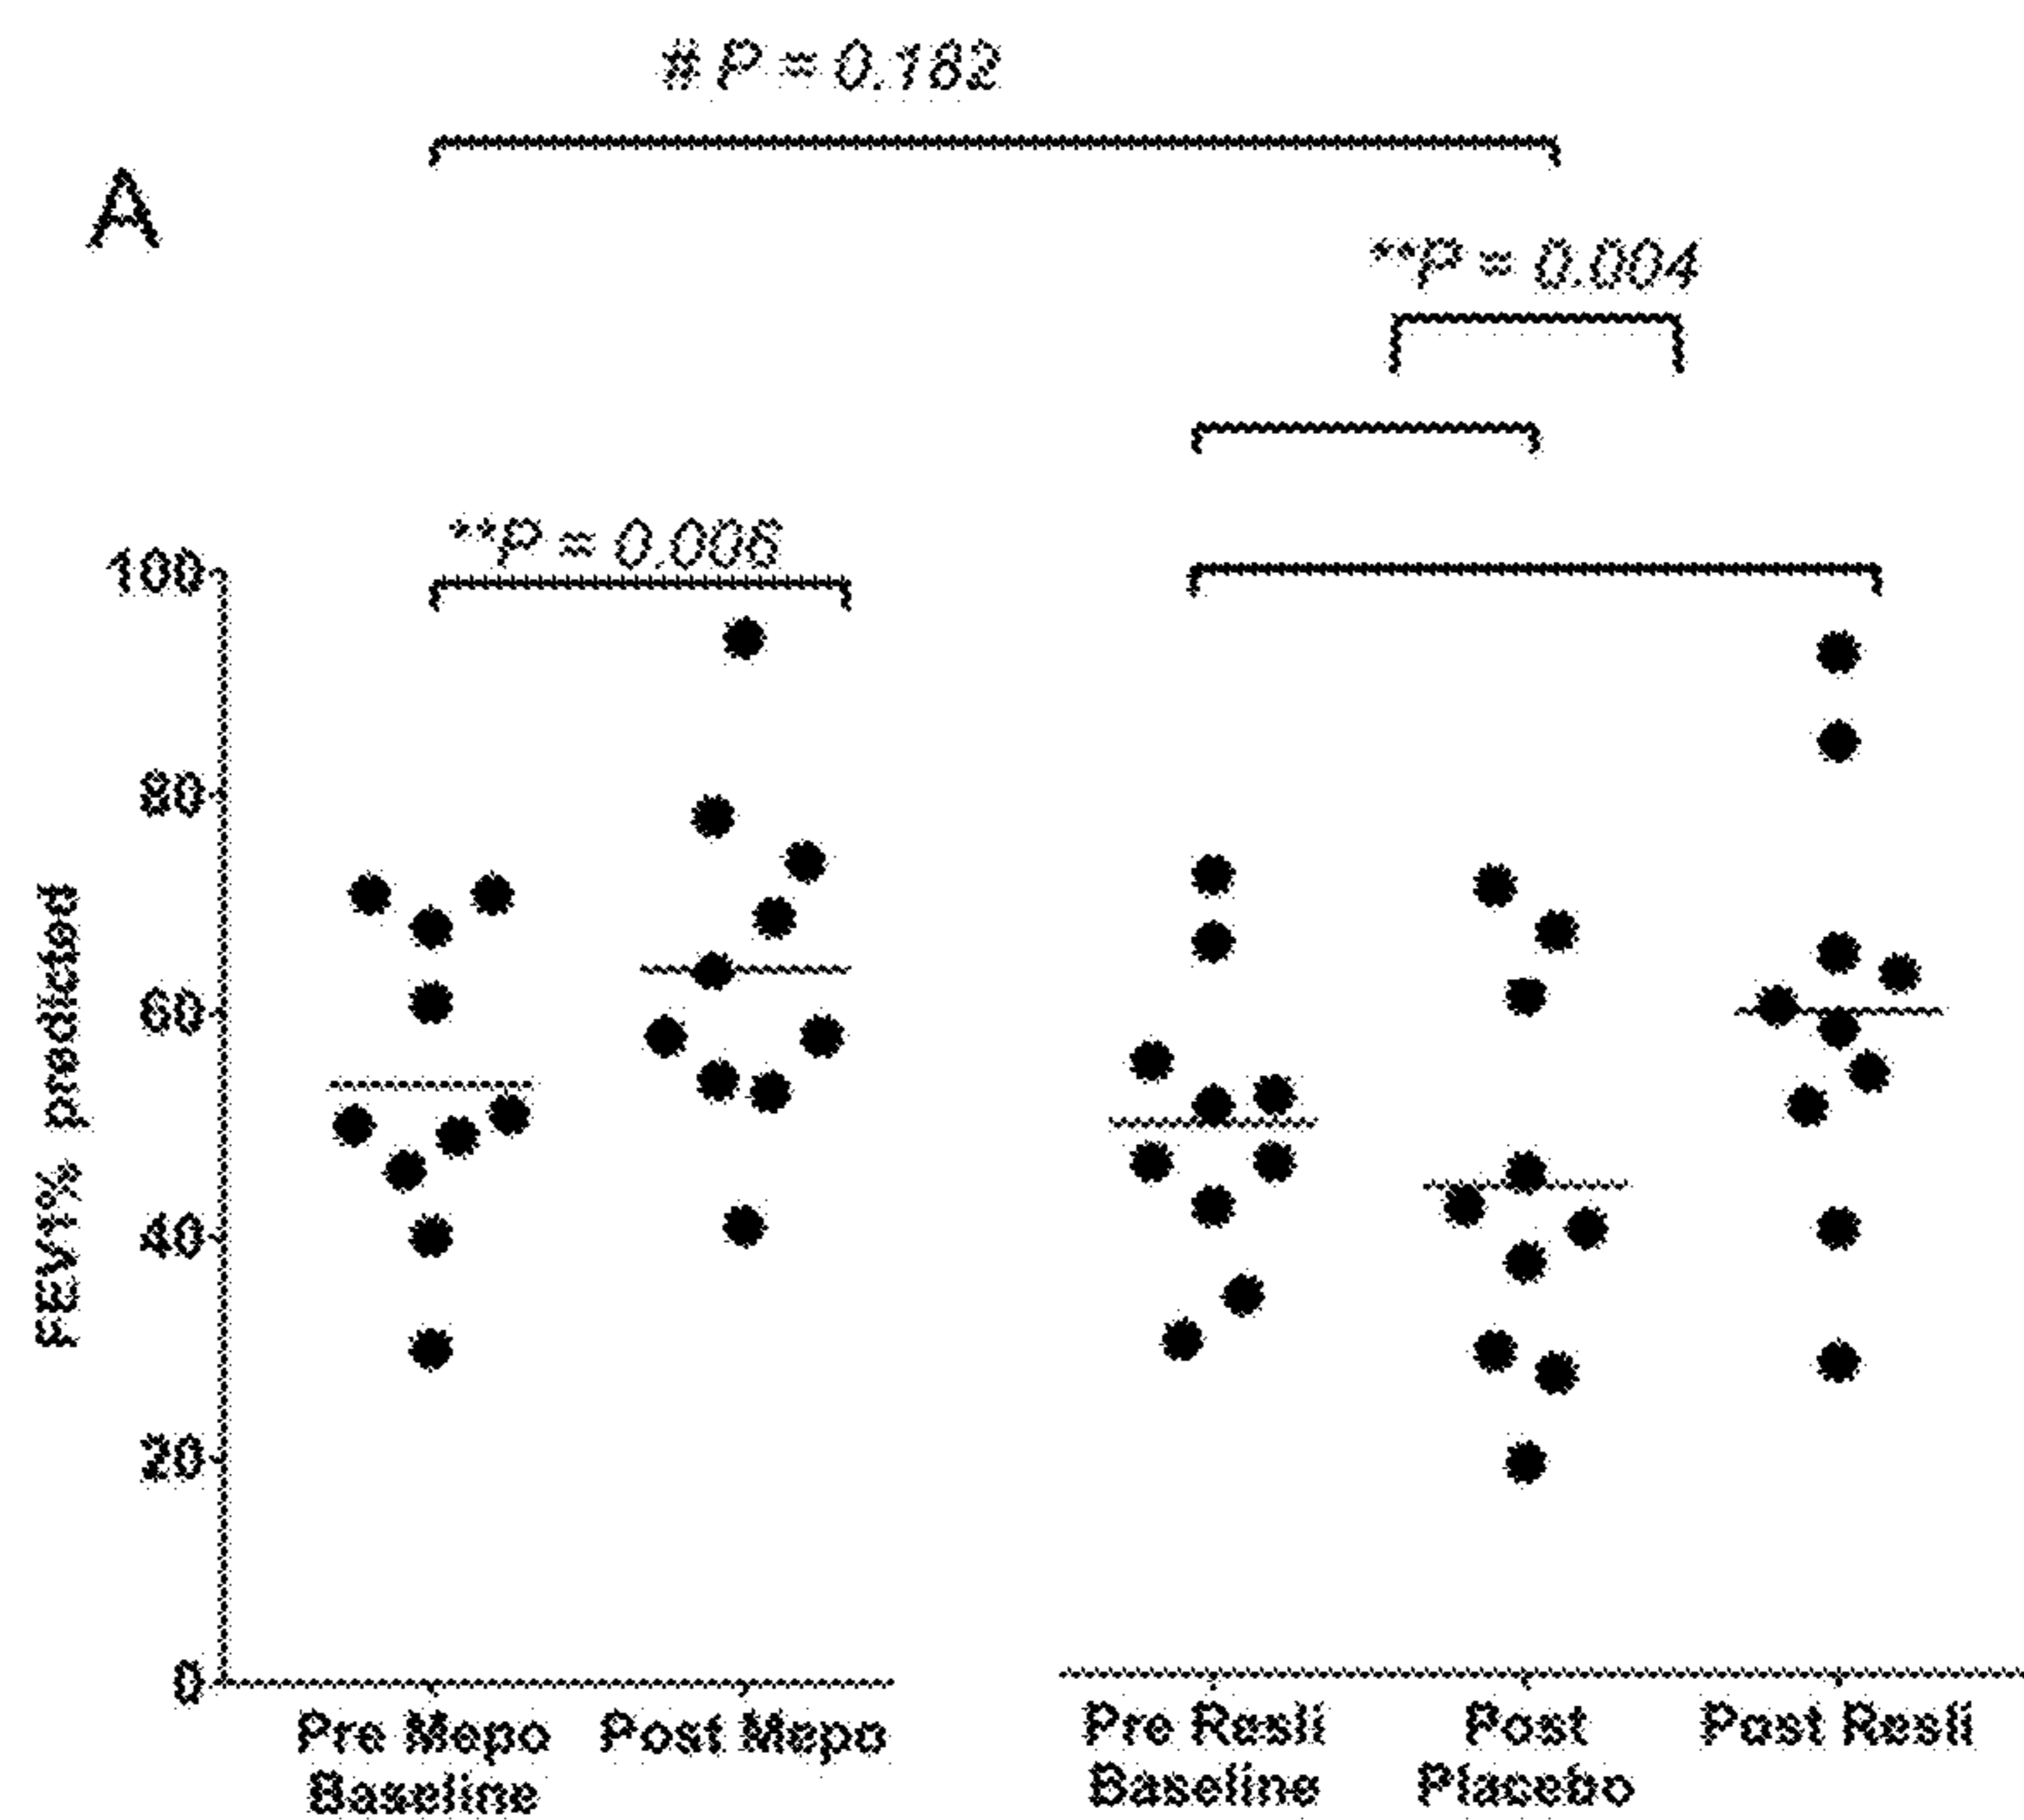 # P = 0.182
A
**P = 0.004
**P = 0.006
100
80
60
40
20
0
FEV1% predicted
Pre Mepo Baseline
Post Mepo
Pre Resli Baseline
Post Placebo
Post Resli